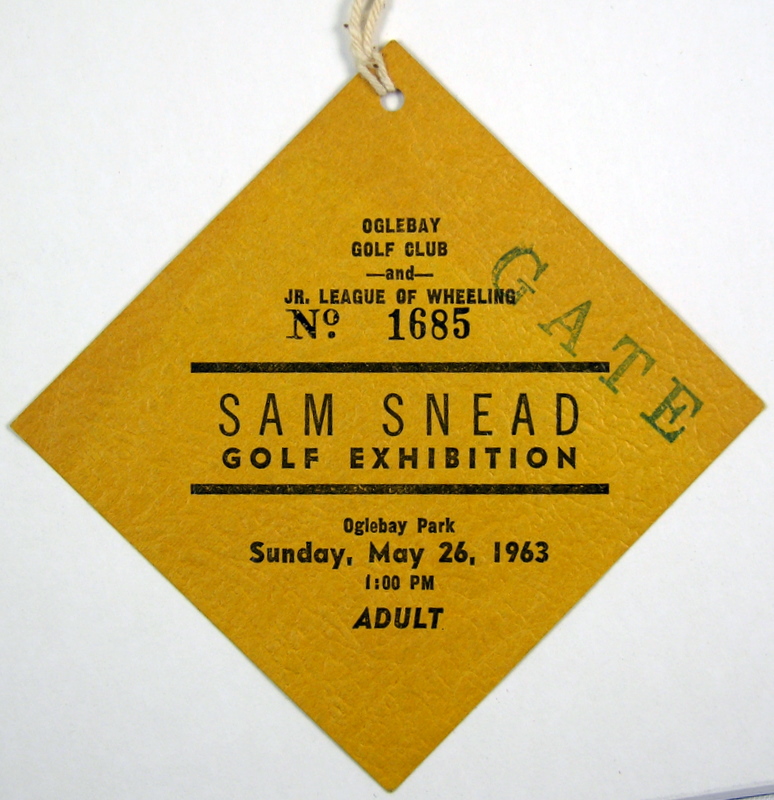 OGLEBAY
GOLF CLUB
—and—
JR. LEAGUE OF WHEELING
Nº 1685
GATE
SAM SNEAD
GOLF EXHIBITION
Oglebay Park
Sunday, May 26, 1963
1:00 PM
ADULT